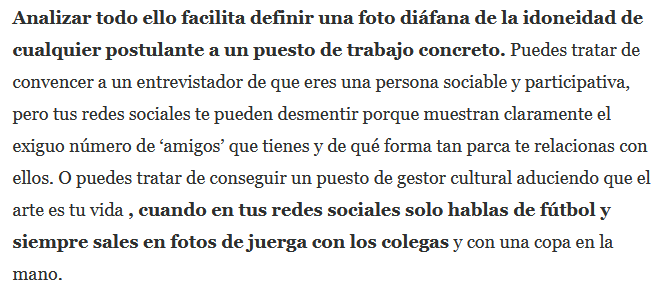 Analizar todo ello facilita definir una foto diáfana de la idoneidad de
cualquier postulante a un puesto de trabajo concreto. Puedes tratar de
convencer a un entrevistador de que eres una persona sociable y participativa,
pero tus redes sociales te pueden desmentir porque muestran claramente el
exiguo número de ‘amigos’ que tienes y de qué forma tan parca te relacionas con
ellos. O puedes tratar de conseguir un puesto de gestor cultural aduciendo que el
arte es tu vida , cuando en tus redes sociales solo hablas de fútbol y
siempre sales en fotos de juerga con los colegas y con una copa en la
mano.